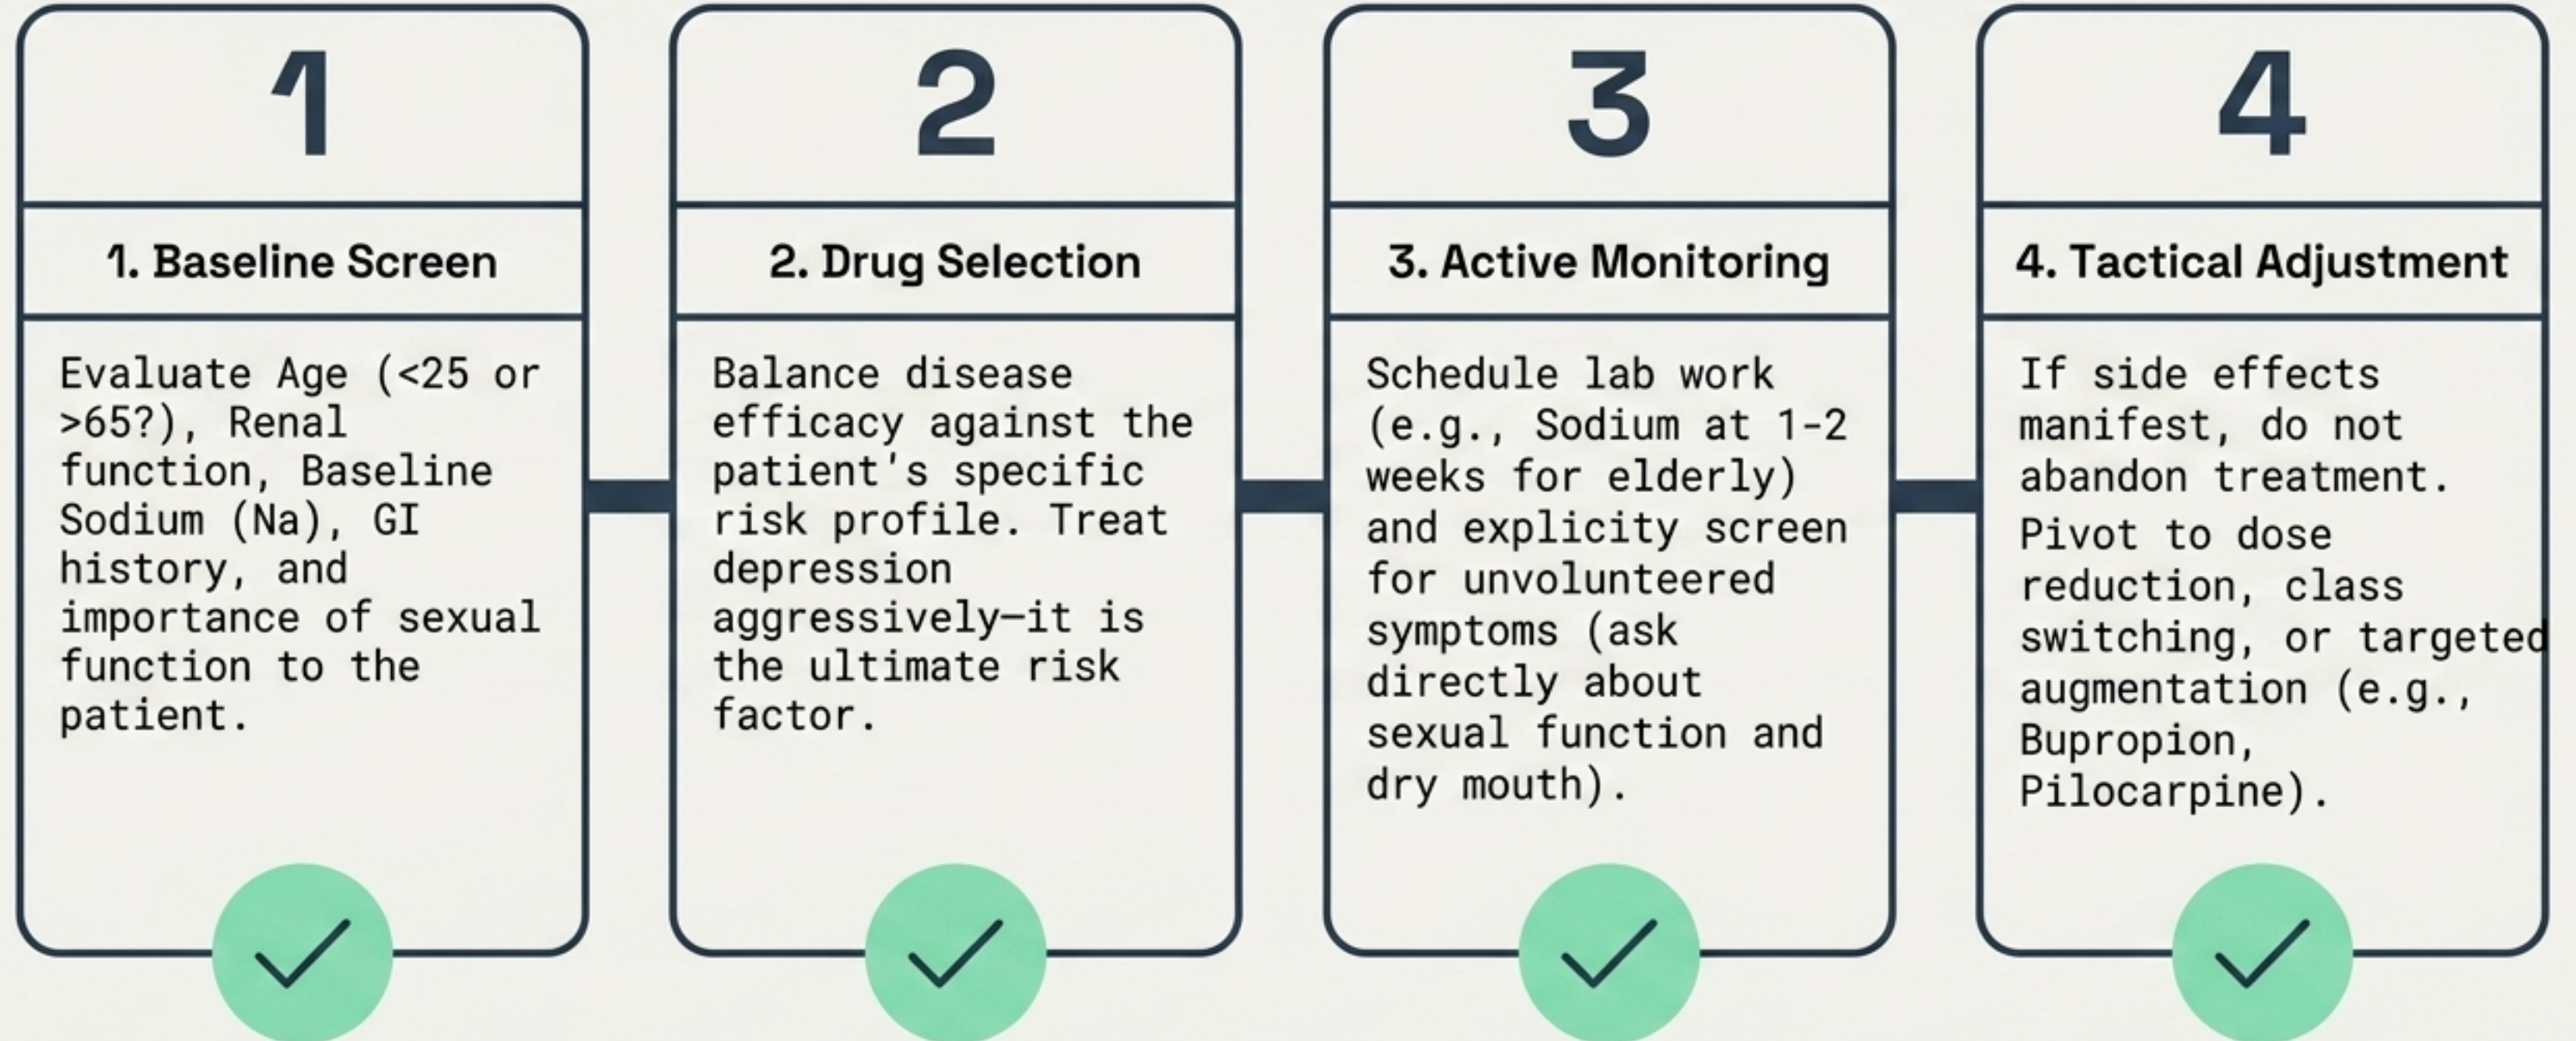 1
1. Baseline Screen
Evaluate Age (<25 or
>65?), Renal
function, Baseline
Sodium (Na), GI
history, and
importance of sexual
function to the
patient.
2
2. Drug Selection
Balance disease
efficacy against the
patient's specific
risk profile. Treat
depression
aggressively—it is
the ultimate risk
factor.
3
3. Active Monitoring
Schedule lab work
(e.g., Sodium at 1-2
weeks for elderly)
and explicity screen
for unvolunteered
symptoms (ask
directly about
sexual function and
dry mouth).
4
4. Tactical Adjustment
If side effects
manifest, do not
abandon treatment.
Pivot to dose
reduction, class
switching, or targeted
augmentation (e.g.,
Bupropion,
Pilocarpine).